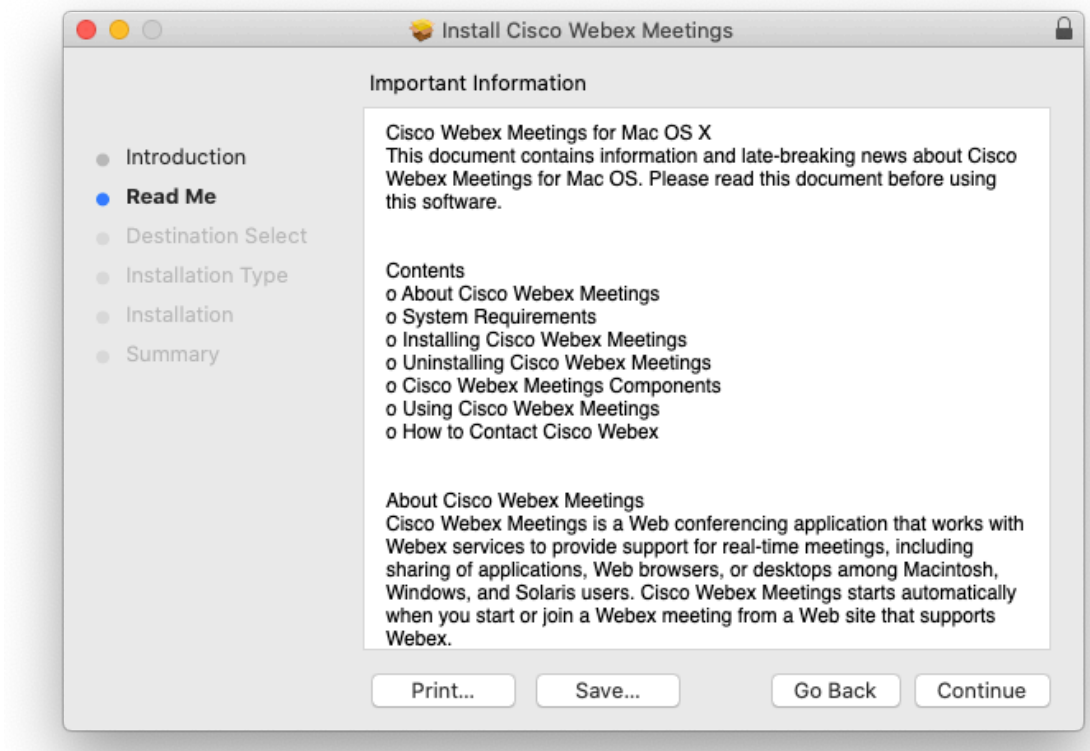 Install Cisco Webex Meetings
Important Information
Introduction
Read Me
Destination Select
Installation Type
Installation
Summary
Cisco Webex Meetings for Mac OS X
This document contains information and late-breaking news about Cisco
Webex Meetings for Mac OS. Please read this document before using
this software.
Contents
o About Cisco Webex Meetings
o System Requirements
o Installing Cisco Webex Meetings
o Uninstalling Cisco Webex Meetings
o Cisco Webex Meetings Components
o Using Cisco Webex Meetings
o How to Contact Cisco Webex
About Cisco Webex Meetings
Cisco Webex Meetings is a Web conferencing application that works with
Webex services to provide support for real-time meetings, including
sharing of applications, Web browsers, or desktops among Macintosh,
Windows, and Solaris users. Cisco Webex Meetings starts automatically
when you start or join a Webex meeting from a Web site that supports
Webex.
Print... Save... Go Back Continue